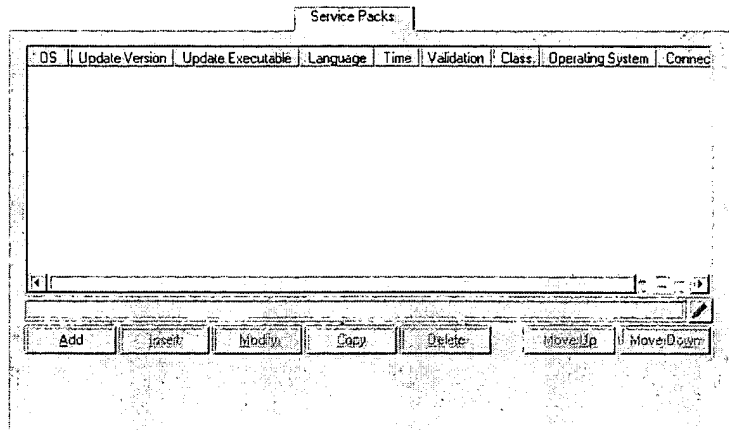 Service Packs
OS Update Version Update Executable Language Time Validation Class Operating System Connec
Add Insert Modify Copy Delete Move Up Move Down